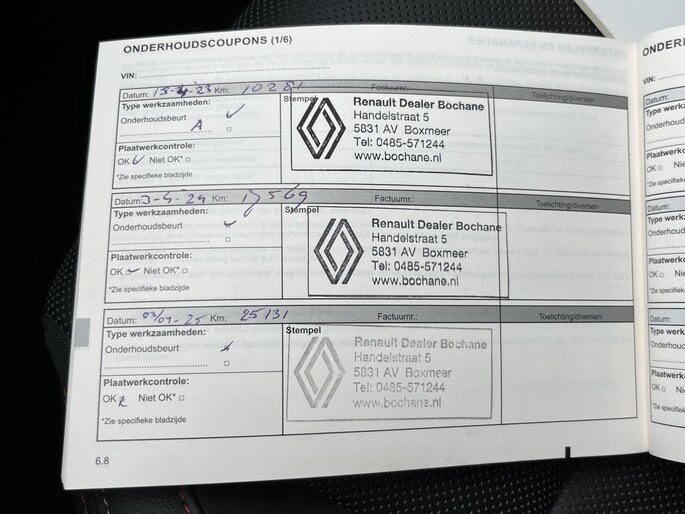 ONDERHOUDSCOUPONS (1/6)
VIN:
Datum: 13-4-23 Km: 10281 Factuurnr.: Toelichting/diversen
Type werkzaamheden:
Onderhoudsbeurt
A
Plaatwerkcontrole:
OK Niet OK*
*Zie specifieke bladzijde
Stempel
Renault Dealer Bochane
Handelstraat 5
5831 AV Boxmeer
Tel: 0485-571244
www.bochane.nl
Datum: 3-4-24 Km: Factuurnr.: Toelichting/diversen
Type werkzaamheden:
Onderhoudsbeurt
Plaatwerkcontrole:
OK Niet OK*
*Zie specifieke bladzijde
Stempel
Renault Dealer Bochane
Handelstraat 5
5831 AV Boxmeer
Tel: 0485-571244
www.bochane.nl
Datum: 03/04-25 Km: 25131 Factuurnr.: Toelichting/diversen
Type werkzaamheden:
Onderhoudsbeurt
Plaatwerkcontrole:
OK Niet OK*
*Zie specifieke bladzijde
Stempel
Renault Dealer Bochane
Handelstraat 5
5831 AV Boxmeer
Tel: 0485-571244
www.bochane.nl
6.8
VIN: